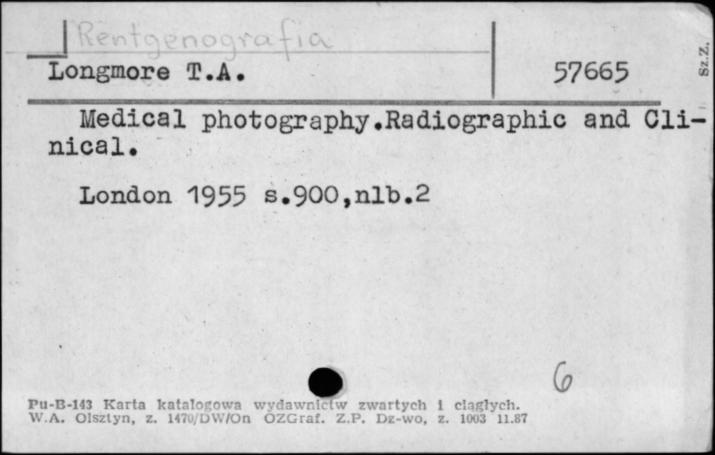 Rentgenografia
Longmore T.A.
57665
Sz.Z.
Medical photography.Radiographic and Cli-
nical.
London 1955 s.900,nlb.2
6
Pu-B-143 Karta katalogowa wydawnictw zwartych i ciągłych.
W.A. Olsztyn, z. 1470/DW/On OZGraf. Z.P. Dz-wo, z. 1003 11.87